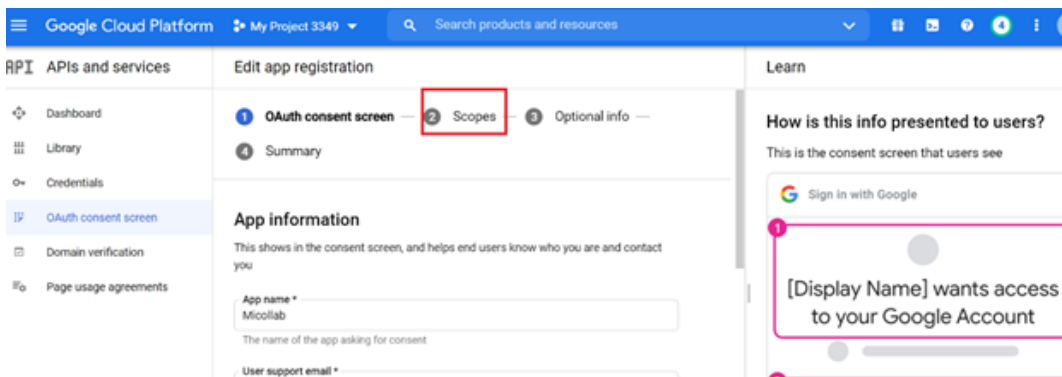 Google Cloud Platform My Project 3349 Search products and resources 4
API APIs and services
Dashboard
Library
Credentials
OAuth consent screen
Domain verification
Page usage agreements
Edit app registration
1 OAuth consent screen — 2 Scopes — 3 Optional info —
4 Summary
App information
This shows in the consent screen, and helps end users know who you are and contact
you
App name *
Micollab
The name of the app asking for consent
User support email *
Learn
How is this info presented to users?
This is the consent screen that users see
G Sign in with Google
1
[Display Name] wants access
to your Google Account